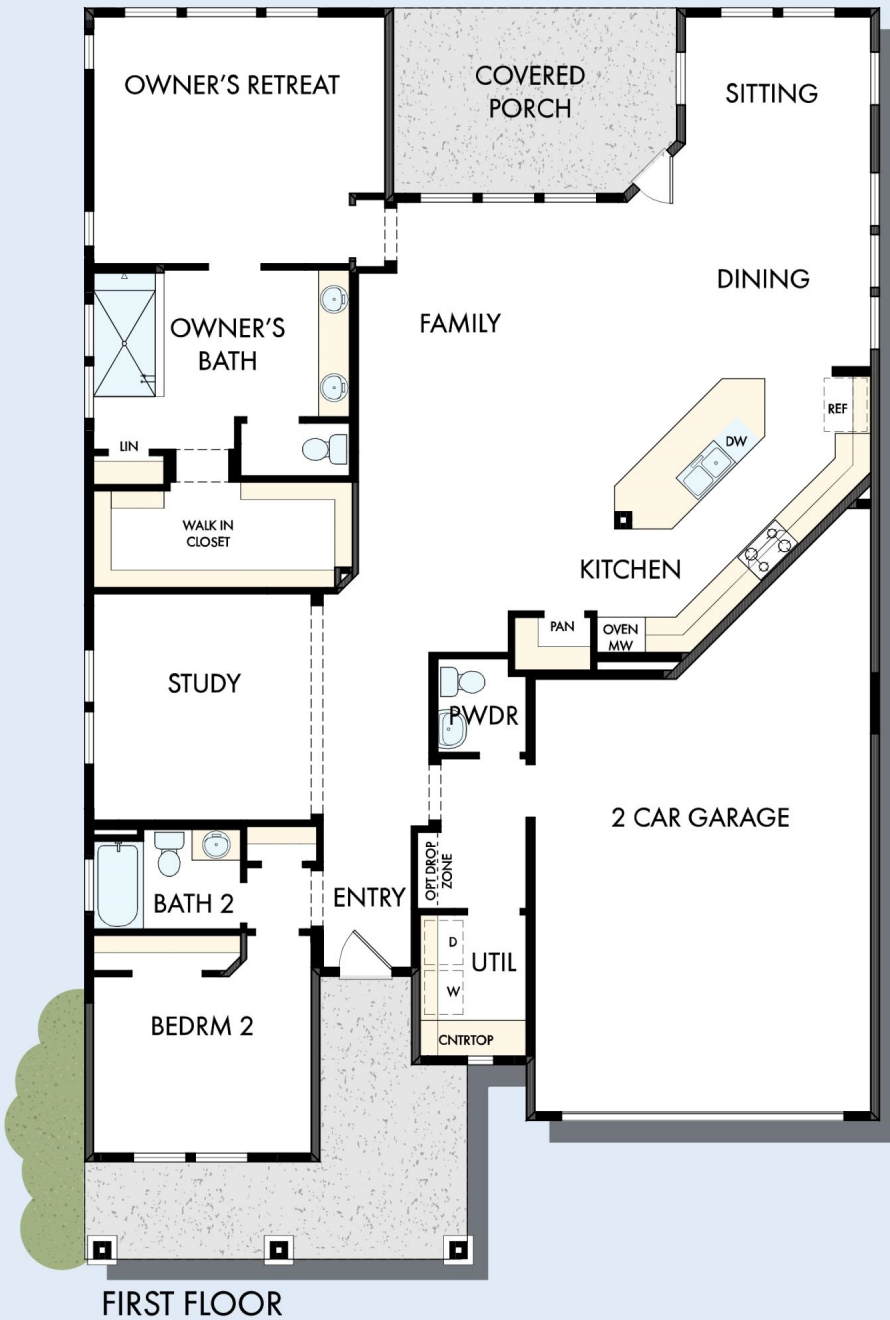 OWNER'S RETREAT
COVERED
PORCH
SITTING
DINING
FAMILY
OWNER'S
BATH
LIN
REF
DW
WALK IN
CLOSET
KITCHEN
PAN
OVEN
MW
STUDY
PWDR
2 CAR GARAGE
OPT DROP
ZONE
BATH 2
ENTRY
D
UTIL
W
BEDRM 2
CNTRTOP
FIRST FLOOR